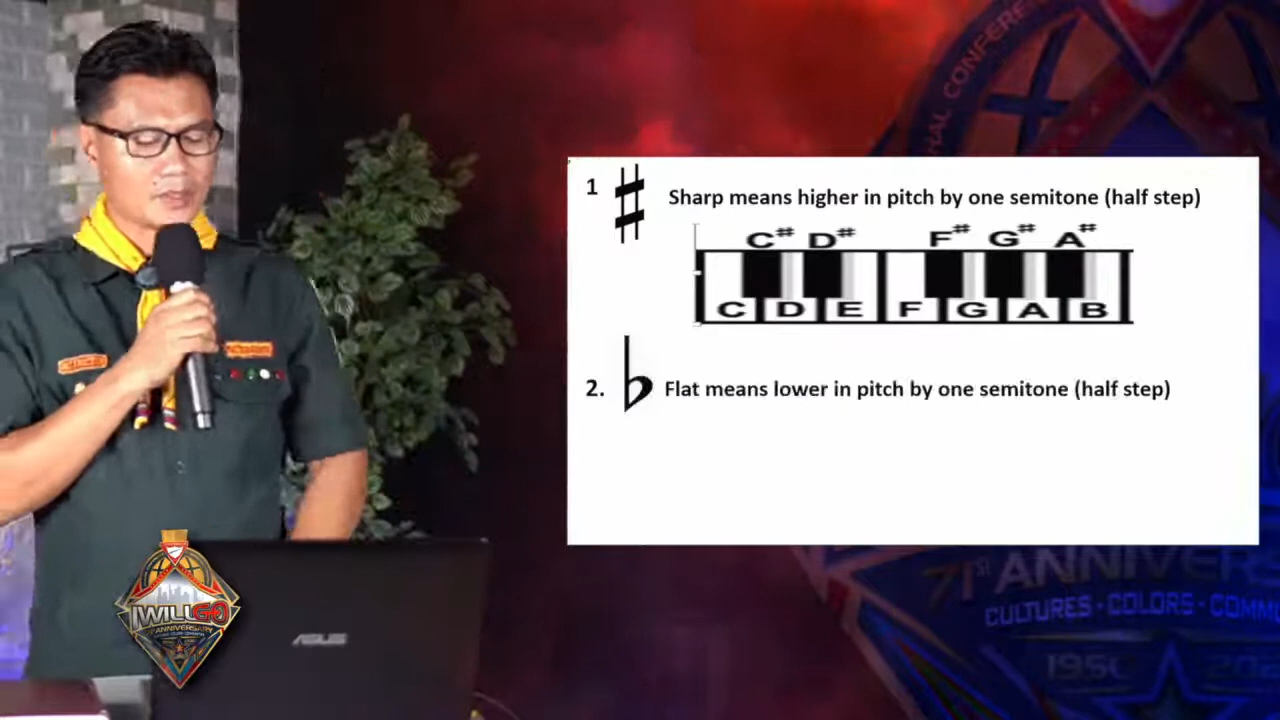 1 # Sharp means higher in pitch by one semitone (half step)
C# D# F# G# A#
C D E F G A B
2. ♭ Flat means lower in pitch by one semitone (half step)
71ST ANNIVERS
CULTURES · COLORS · COMM
IWILLGO
ANNIVERSARY
ASUS